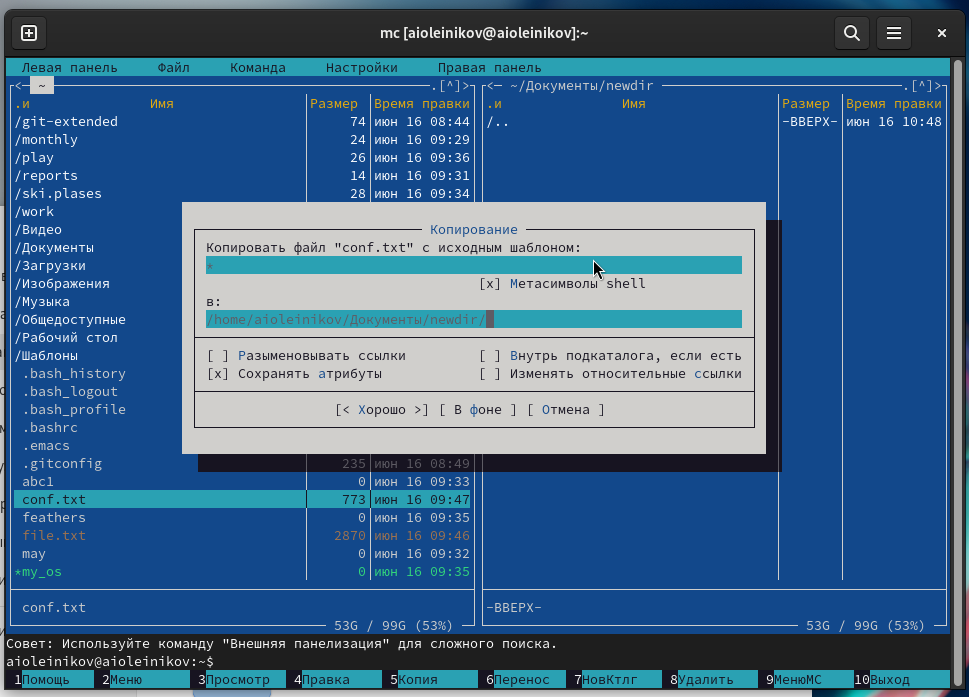 mc [aioleinikov@aioleinikov]:~
Левая панель Файл Команда Настройки Правая панель
<— ~ .[^]> <— ~/Документы/newdir .[^]>
.и Имя Размер Время правки .и Имя Размер Время правки
/git-extended 74 июн 16 08:44 /.. -ВВЕРХ- июн 16 10:48
/monthly 24 июн 16 09:29
/play 26 июн 16 09:36
/reports 14 июн 16 09:31
/ski.plases 28 июн 16 09:34
/work
/Видео Копирование
/Документы Копировать файл "conf.txt" с исходным шаблоном:
/Загрузки *
/Изображения [x] Метасимволы shell
/Музыка в:
/Общедоступные /home/aioleinikov/Документы/newdir/
/Рабочий стол
/Шаблоны [ ] Разыменовывать ссылки [ ] Внутрь подкаталога, если есть
.bash_history [x] Сохранять атрибуты [ ] Изменять относительные ссылки
.bash_logout
.bash_profile [< Хорошо >] [ В фоне ] [ Отмена ]
.bashrc
.emacs
.gitconfig 235 июн 16 08:49
abc1 0 июн 16 09:33
conf.txt 773 июн 16 09:47
feathers 0 июн 16 09:35
file.txt 2870 июн 16 09:46
may 0 июн 16 09:32
*my_os 0 июн 16 09:35
conf.txt -ВВЕРХ-
53G / 99G (53%) 53G / 99G (53%)
Совет: Используйте команду "Внешняя панелизация" для сложного поиска.
aioleinikov@aioleinikov:~$
1Помощь 2Меню 3Просмотр 4Правка 5Копия 6Перенос 7НовКтлг 8Удалить 9МенюМС 10Выход